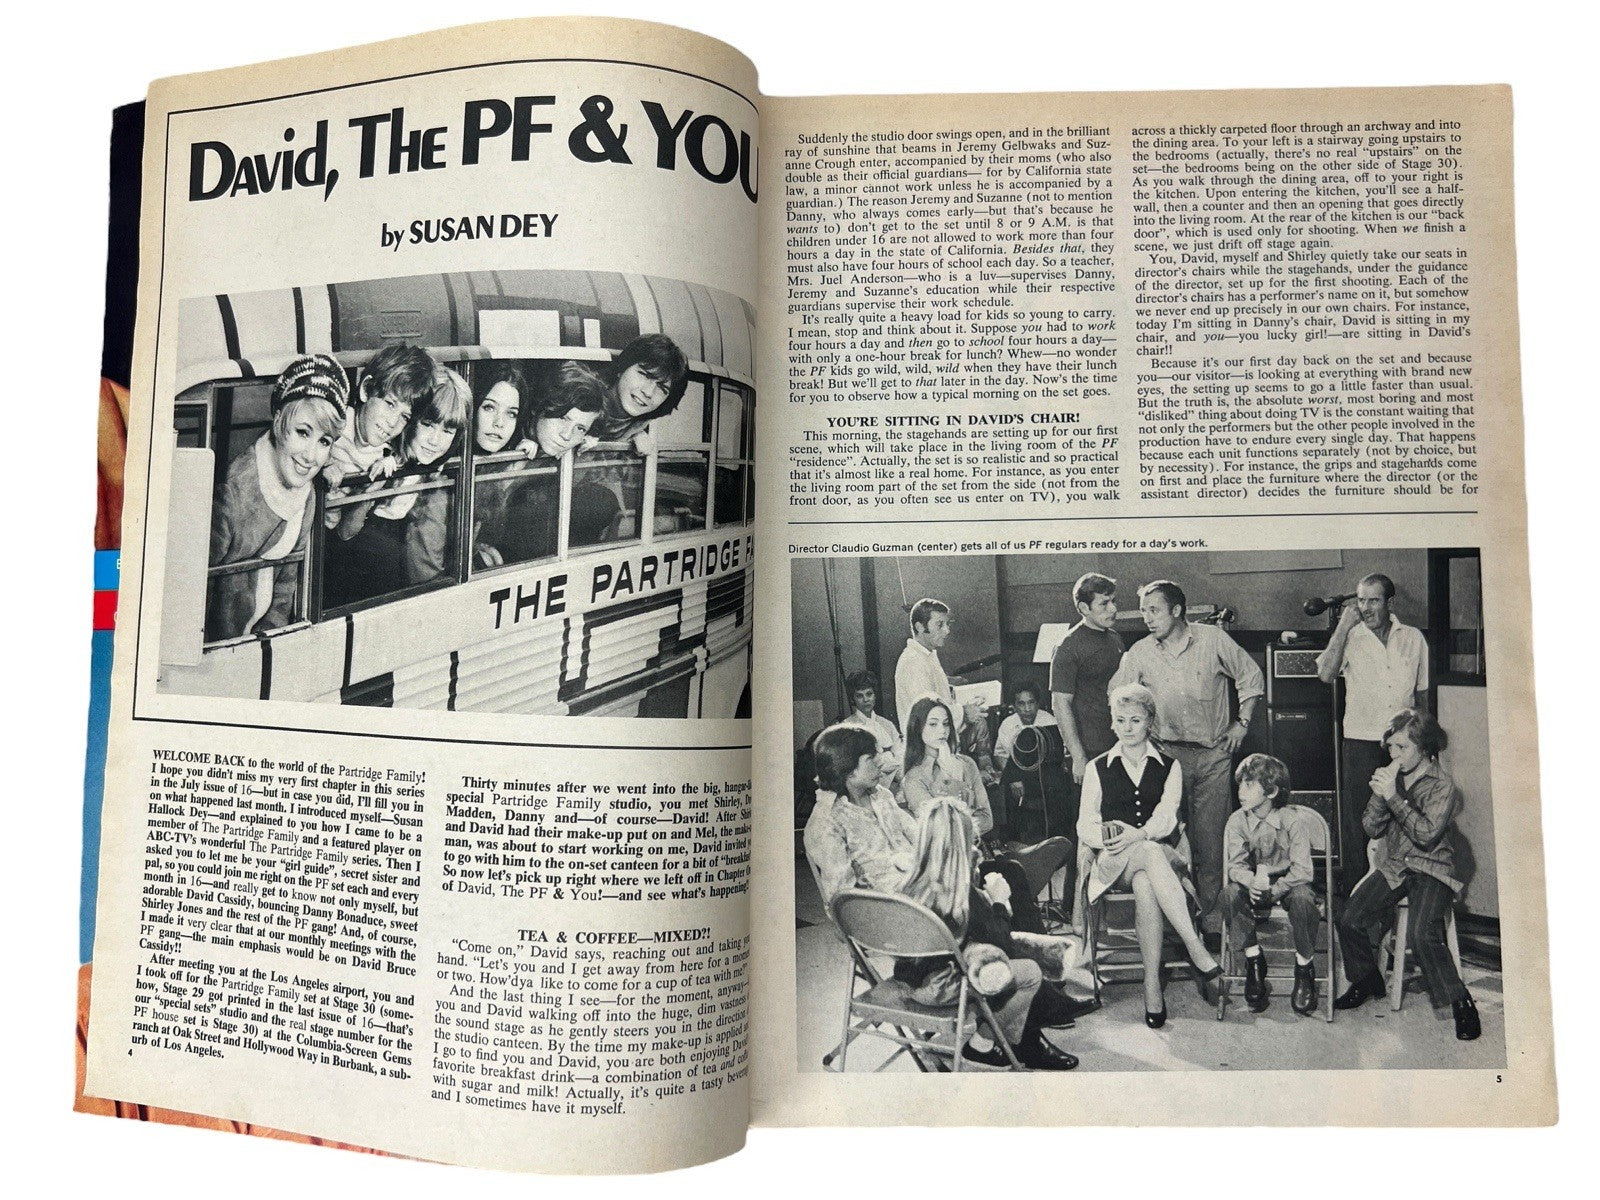 David, The PF & YOU
by SUSAN DEY
THE PARTRIDGE
WELCOME BACK to the world of the Partridge Family!
I hope you didn't miss my very first chapter in this series
in the July issue of 16—but in case you did, I'll fill you in
on what happened last month. I introduced myself—Susan
Hallock Dey—and explained to you how I came to be a
member of The Partridge Family and a featured player on
ABC-TV's wonderful The Partridge Family series. Then I
asked you to let me be your "girl guide", secret sister and
pal, so you could join me right on the PF set each and every
month in 16—and really get to know not only myself, but
adorable David Cassidy, bouncing Danny Bonaduce, sweet
Shirley Jones and the rest of the PF gang! And, of course,
I made it very clear that at our monthly meetings with the
PF gang—the main emphasis would be on David Bruce
Cassidy!!
After meeting you at the Los Angeles airport, you and
I took off for the Partridge Family set at Stage 30 (some-
how, Stage 29 got printed in the last issue of 16—that's
our "special sets" studio and the real stage number for the
PF house set is Stage 30) at the Columbia-Screen Gems
ranch at Oak Street and Hollywood Way in Burbank, a sub-
urb of Los Angeles.
4
Thirty minutes after we went into the big, hangar-
special Partridge Family studio, you met Shirley,
Madden, Danny and—of course—David! After
and David had their make-up put on and Mel, the make-
man, was about to start working on me, David invited
to go with him to the on-set canteen for a bit of "breakfast
So now let's pick up right where we left off in Chapter
of David, The PF & You!—and see what's happening!
TEA & COFFEE—MIXED?!
"Come on," David says, reaching out and taking
hand. "Let's you and I get away from here for a moment
or two. How'dya like to come for a cup of tea with me?"
And the last thing I see—for the moment, anyway—
you and David walking off into the huge, dim vastness
the sound stage as he gently steers you in the direction
the studio canteen. By the time my make-up is applied and
I go to find you and David, you are both enjoying David's
favorite breakfast drink—a combination of tea and coffee
with sugar and milk! Actually, it's quite a tasty beverage
and I sometimes have it myself.
Suddenly the studio door swings open, and in the brilliant
ray of sunshine that beams in Jeremy Gelbwaks and Suz-
anne Crough enter, accompanied by their moms (who also
double as their official guardians— for by California state
law, a minor cannot work unless he is accompanied by a
guardian.) The reason Jeremy and Suzanne (not to mention
Danny, who always comes early—but that's because he
wants to) don't get to the set until 8 or 9 A.M. is that
children under 16 are not allowed to work more than four
hours a day in the state of California. Besides that, they
must also have four hours of school each day. So a teacher,
Mrs. Juel Anderson—who is a luv—supervises Danny,
Jeremy and Suzanne's education while their respective
guardians supervise their work schedule.
It's really quite a heavy load for kids so young to carry.
I mean, stop and think about it. Suppose you had to work
four hours a day and then go to school four hours a day—
with only a one-hour break for lunch? Whew—no wonder
the PF kids go wild, wild, wild when they have their lunch
break! But we'll get to that later in the day. Now's the time
for you to observe how a typical morning on the set goes.
YOU'RE SITTING IN DAVID'S CHAIR!
This morning, the stagehands are setting up for our first
scene, which will take place in the living room of the PF
"residence". Actually, the set is so realistic and so practical
that it's almost like a real home. For instance, as you enter
the living room part of the set from the side (not from the
front door, as you often see us enter on TV), you walk
across a thickly carpeted floor through an archway and into
the dining area. To your left is a stairway going upstairs to
the bedrooms (actually, there's no real "upstairs" on the
set—the bedrooms being on the other side of Stage 30).
As you walk through the dining area, off to your right is
the kitchen. Upon entering the kitchen, you'll see a half-
wall, then a counter and then an opening that goes directly
into the living room. At the rear of the kitchen is our "back
door", which is used only for shooting. When we finish a
scene, we just drift off stage again.
You, David, myself and Shirley quietly take our seats in
director's chairs while the stagehands, under the guidance
of the director, set up for the first shooting. Each of the
director's chairs has a performer's name on it, but somehow
we never end up precisely in our own chairs. For instance,
today I'm sitting in Danny's chair, David is sitting in my
chair, and you—you lucky girl!—are sitting in David's
chair!!
Because it's our first day back on the set and because
you—our visitor—is looking at everything with brand new
eyes, the setting up seems to go a little faster than usual.
But the truth is, the absolute worst, most boring and most
"disliked" thing about doing TV is the constant waiting that
not only the performers but the other people involved in the
production have to endure every single day. That happens
because each unit functions separately (not by choice, but
by necessity). For instance, the grips and stagehands come
on first and place the furniture where the director (or the
assistant director) decides the furniture should be for
Director Claudio Guzman (center) gets all of us PF regulars ready for a day's work.
5